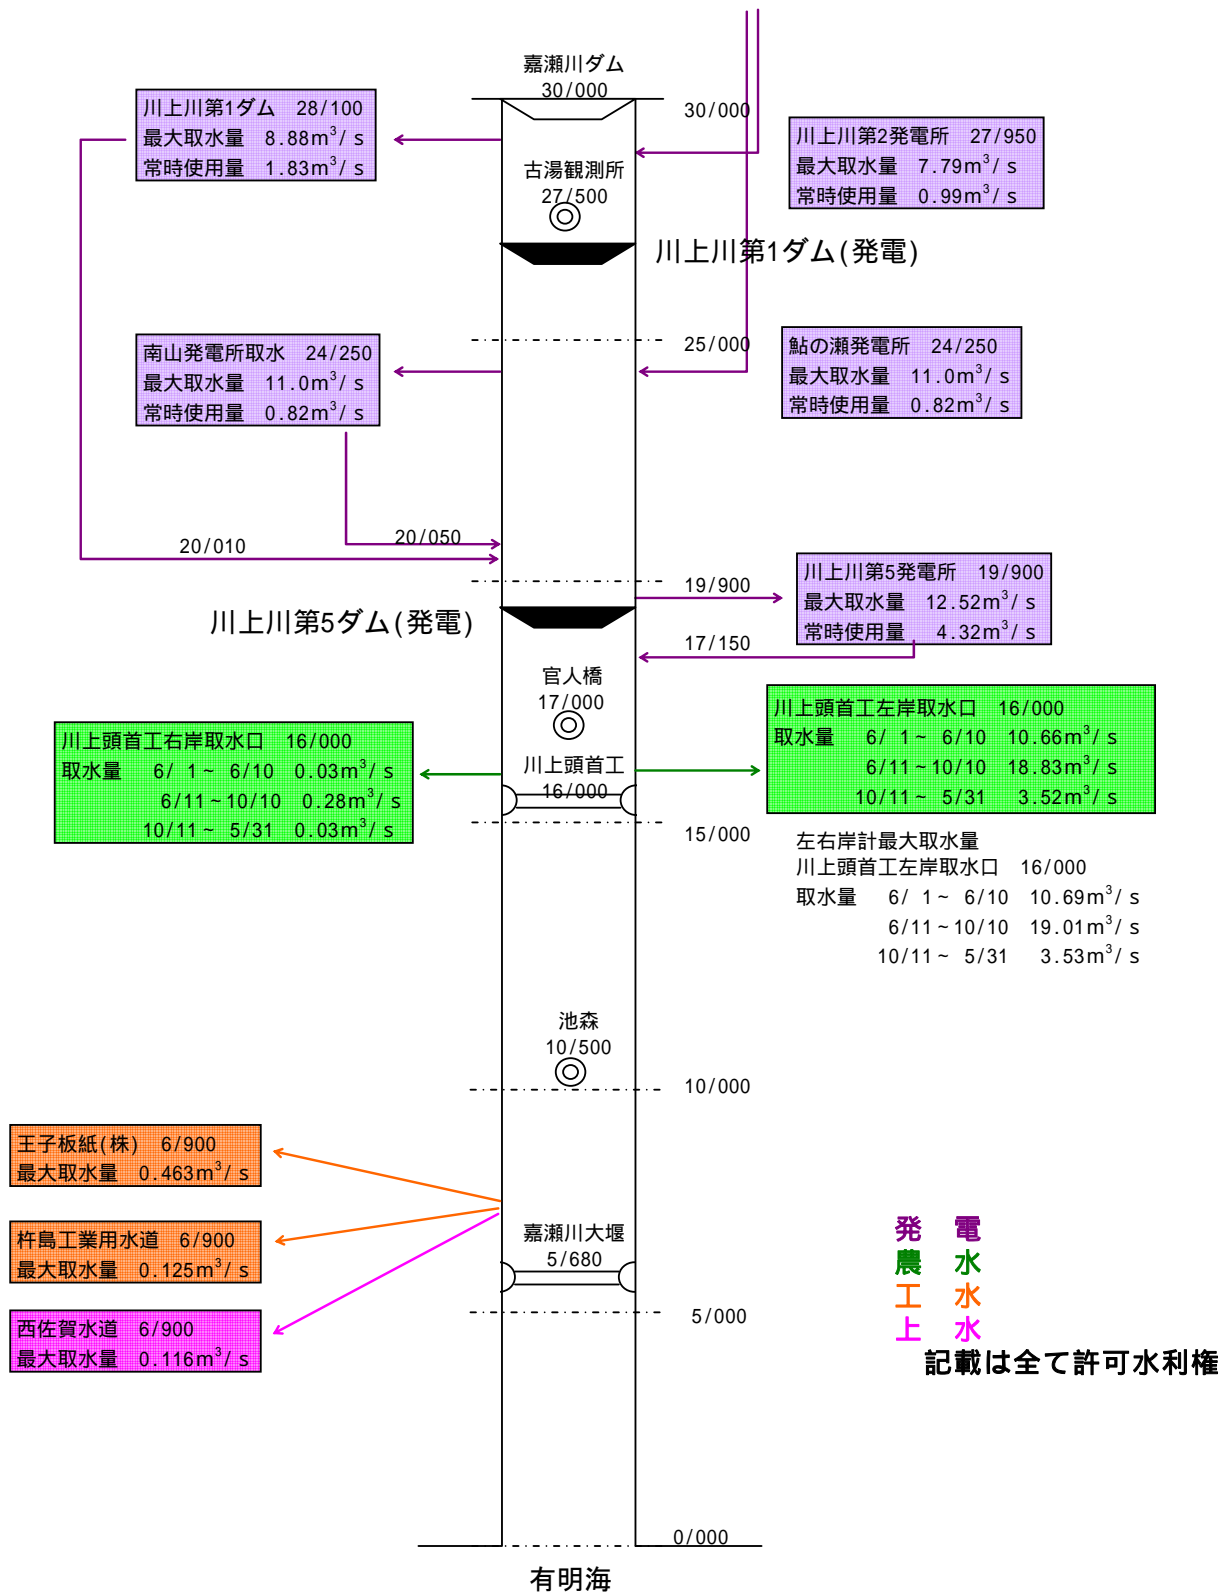 嘉瀬川ダム
30/000
30/000
川上川第1ダム 28/100
最大取水量 8.88m³/s
常時使用量 1.83m³/s
川上川第2発電所 27/950
最大取水量 7.79m³/s
常時使用量 0.99m³/s
古湯観測所
27/500
川上川第1ダム(発電)
25/000
南山発電所取水 24/250
最大取水量 11.0m³/s
常時使用量 0.82m³/s
鮎の瀬発電所 24/250
最大取水量 11.0m³/s
常時使用量 0.82m³/s
20/050
20/010
19/900
川上川第5発電所 19/900
最大取水量 12.52m³/s
常時使用量 4.32m³/s
川上川第5ダム(発電)
17/150
官人橋
17/000
川上頭首工右岸取水口 16/000
取水量 6/ 1~ 6/10 0.03m³/s
6/11~10/10 0.28m³/s
10/11~ 5/31 0.03m³/s
川上頭首工
16/000
川上頭首工左岸取水口 16/000
取水量 6/ 1~ 6/10 10.66m³/s
6/11~10/10 18.83m³/s
10/11~ 5/31 3.52m³/s
15/000
左右岸計最大取水量
川上頭首工左岸取水口 16/000
取水量 6/ 1~ 6/10 10.69m³/s
6/11~10/10 19.01m³/s
10/11~ 5/31 3.53m³/s
池森
10/500
10/000
王子板紙(株) 6/900
最大取水量 0.463m³/s
杵島工業用水道 6/900
最大取水量 0.125m³/s
西佐賀水道 6/900
最大取水量 0.116m³/s
嘉瀬川大堰
5/680
5/000
発 電
農 水
工 水
上 水
記載は全て許可水利権
0/000
有明海